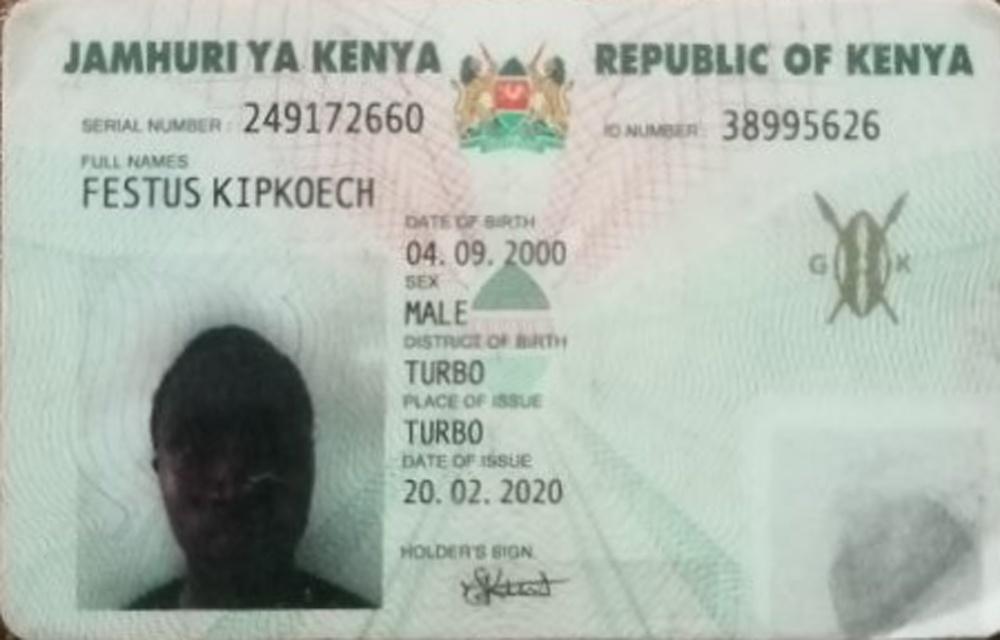 JAMHURI YA KENYA REPUBLIC OF KENYA
SERIAL NUMBER : 249172660 ID NUMBER: 38995626
FULL NAMES
FESTUS KIPKOECH
DATE OF BIRTH
04. 09. 2000
SEX
MALE
G K
DISTRICT OF BIRTH
TURBO
PLACE OF ISSUE
TURBO
DATE OF ISSUE
20. 02. 2020
HOLDER'S SIGN.